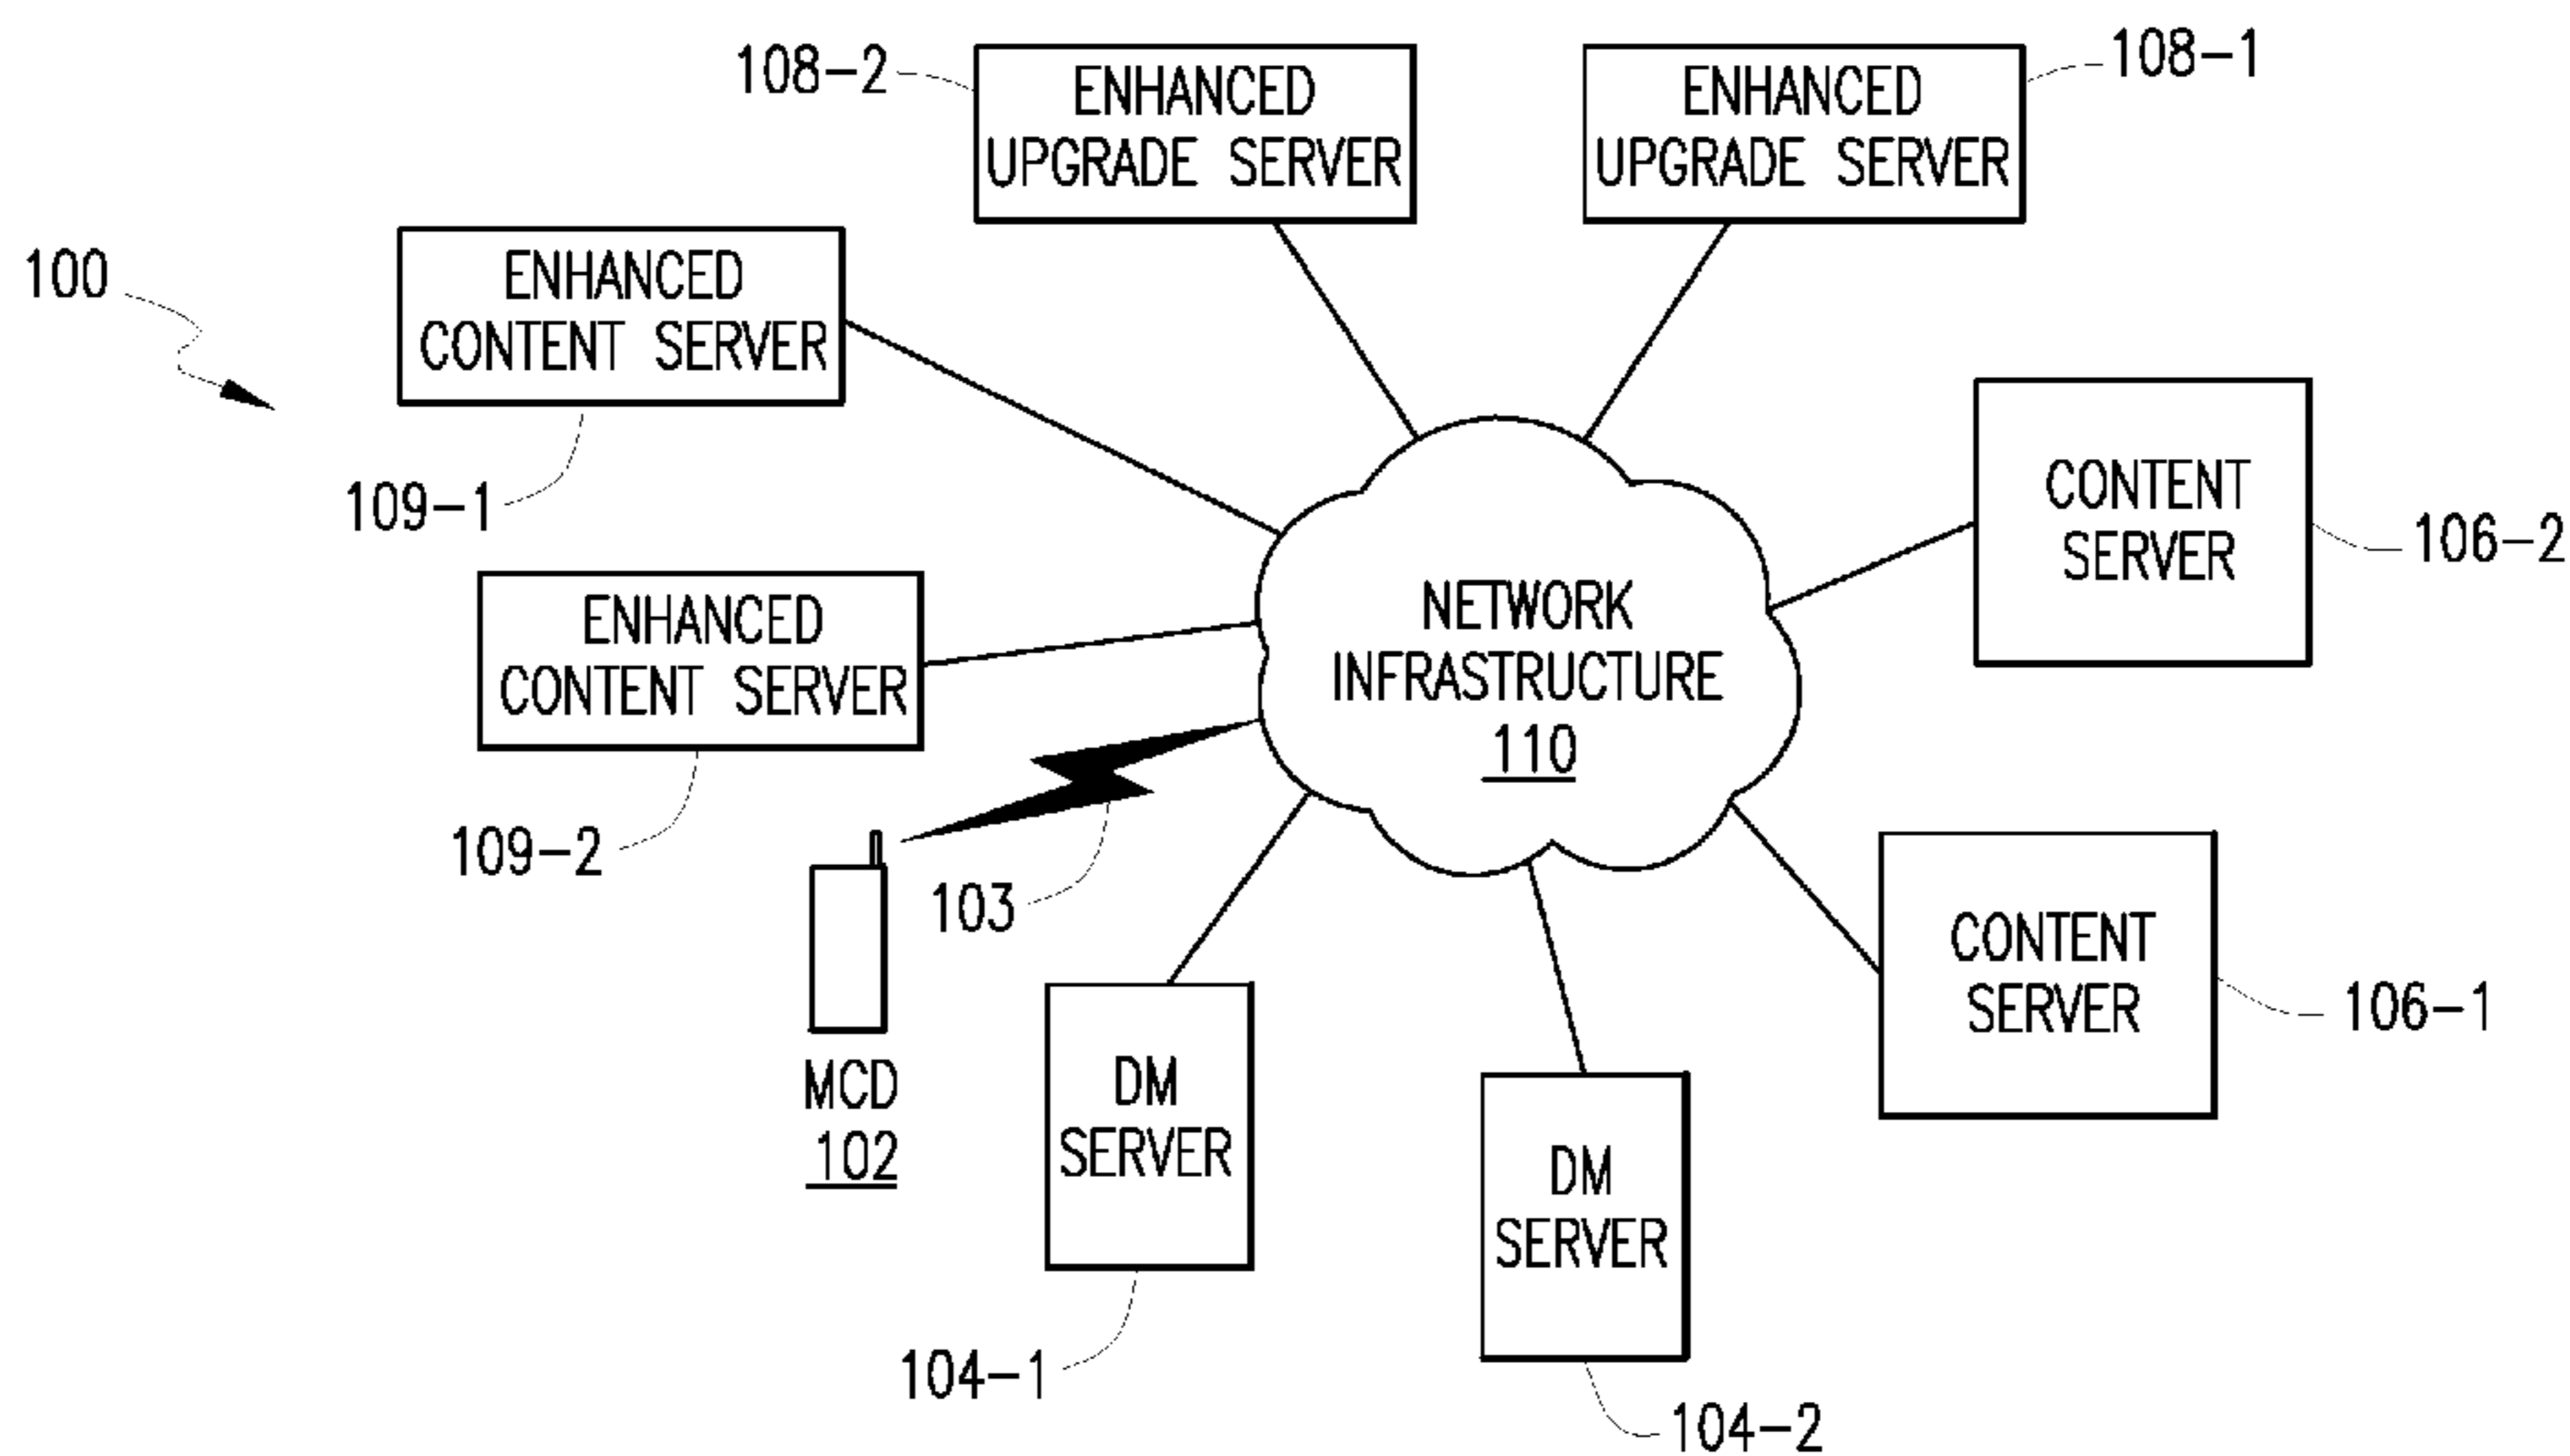 108-2
ENHANCED
UPGRADE SERVER
ENHANCED
UPGRADE SERVER
108-1
100
ENHANCED
CONTENT SERVER
109-1
CONTENT
SERVER
106-2
ENHANCED
CONTENT SERVER
109-2
NETWORK
INFRASTRUCTURE
110
103
MCD
102
CONTENT
SERVER
106-1
DM
SERVER
104-1
DM
SERVER
104-2